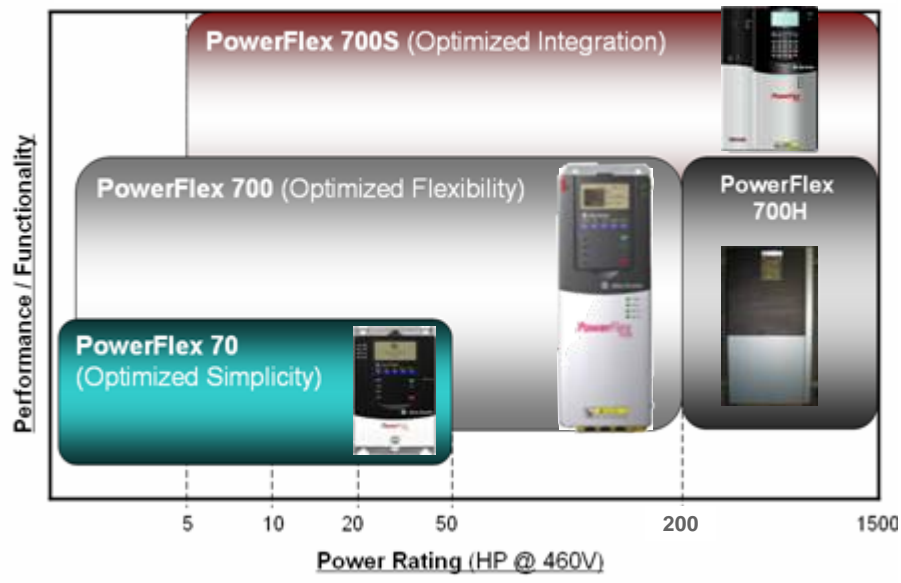 PowerFlex 700S (Optimized Integration)
PowerFlex 700 (Optimized Flexibility)
PowerFlex
700H
PowerFlex 70
(Optimized Simplicity)
PowerFlex
Performance / Functionality
5 10 20 50 200 1500
Power Rating (HP @ 460V)